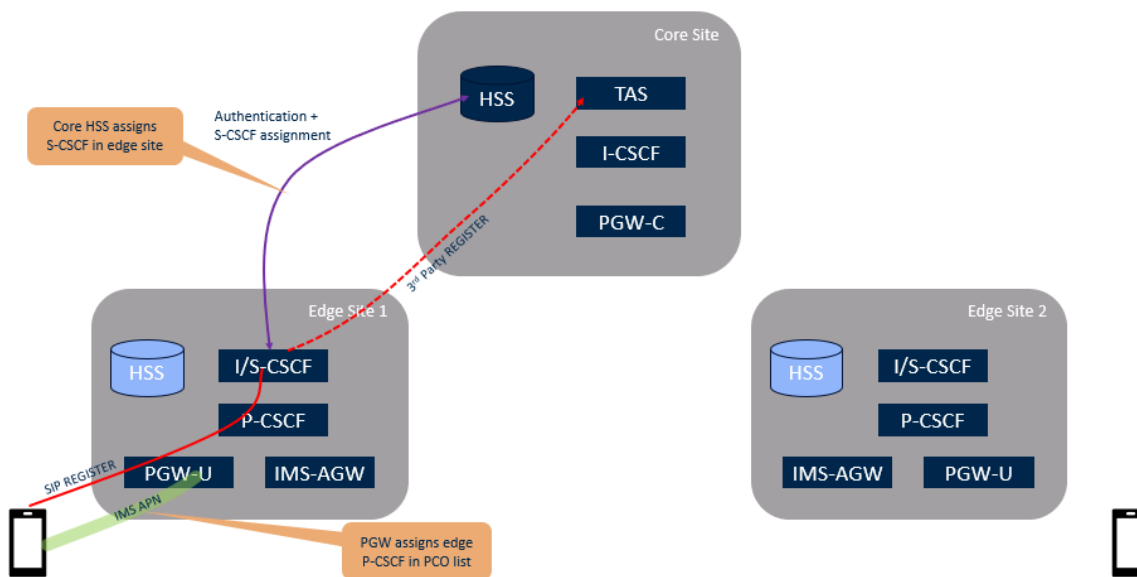 Core Site
HSS
TAS
I-CSCF
PGW-C
Core HSS assigns
S-CSCF in edge site
Authentication +
S-CSCF assignment
3rd Party REGISTER
Edge Site 1
HSS
I/S-CSCF
P-CSCF
PGW-U
IMS-AGW
SIP REGISTER
IMS APN
PGW assigns edge
P-CSCF in PCO list
Edge Site 2
HSS
I/S-CSCF
P-CSCF
IMS-AGW
PGW-U